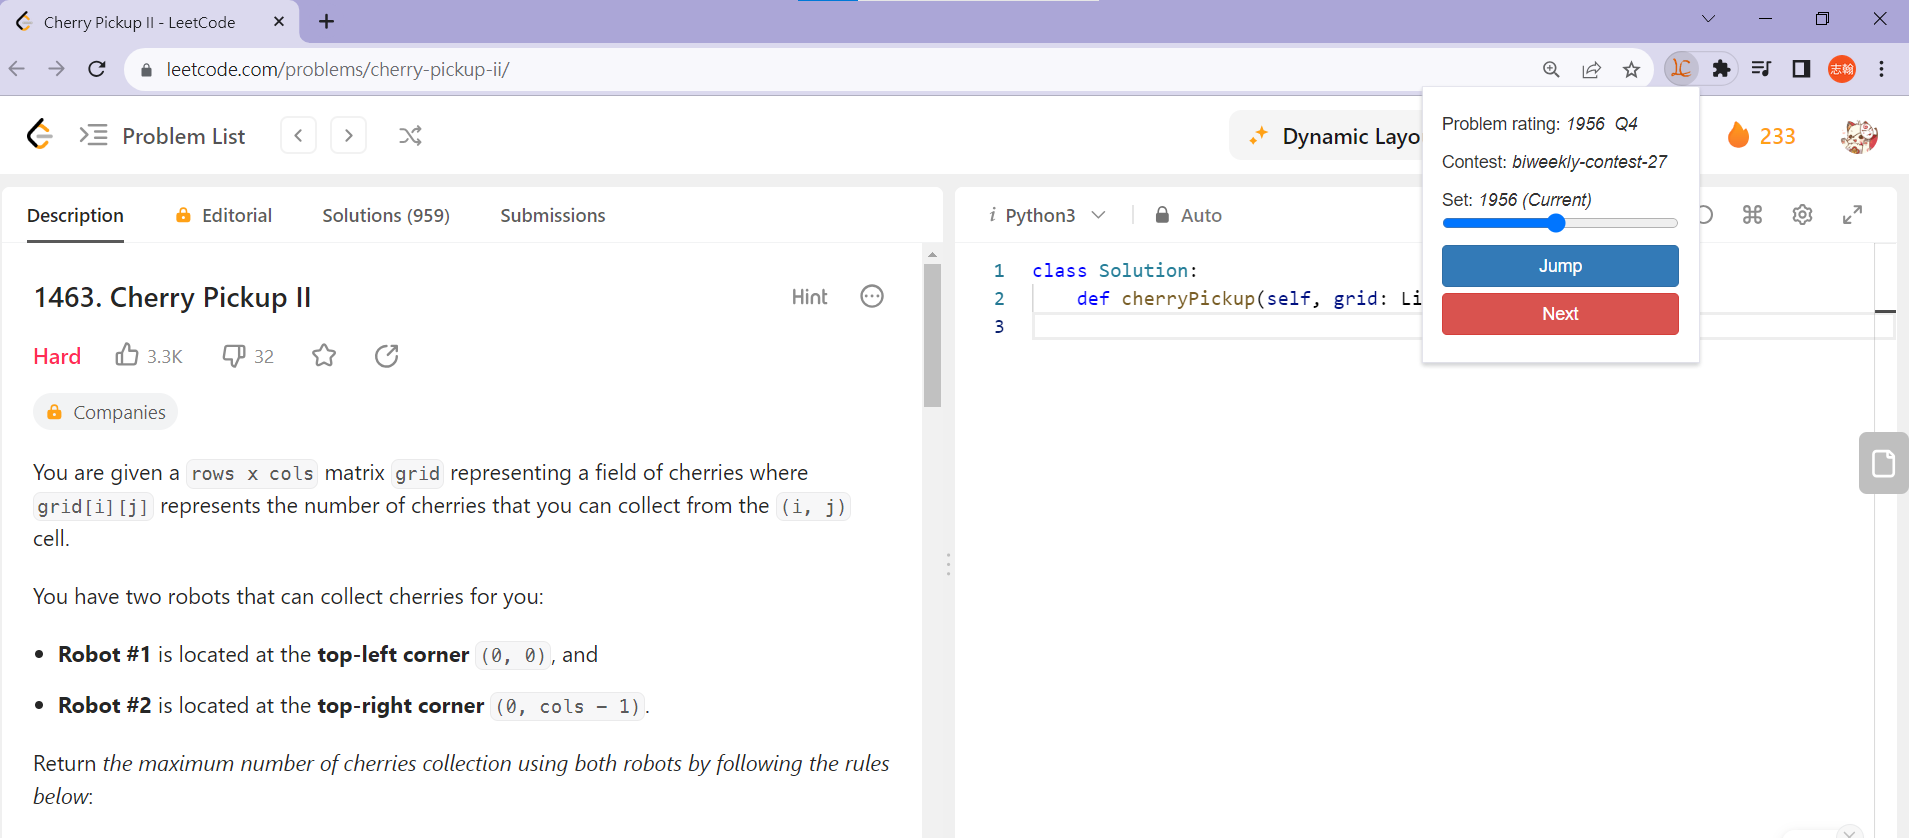 Cherry Pickup II - LeetCode
leetcode.com/problems/cherry-pickup-ii/
志翰
Problem List
Dynamic Layo
233
Problem rating: 1956 Q4
Contest: biweekly-contest-27
Set: 1956 (Current)
Jump
Next
Description
Editorial
Solutions (959)
Submissions
1463. Cherry Pickup II
Hint
Hard
3.3K
32
Companies
You are given a rows x cols matrix grid representing a field of cherries where
grid[i][j] represents the number of cherries that you can collect from the (i, j)
cell.
You have two robots that can collect cherries for you:
• Robot #1 is located at the top-left corner (0, 0), and
• Robot #2 is located at the top-right corner (0, cols - 1).
Return the maximum number of cherries collection using both robots by following the rules
below:
i Python3
Auto
1 class Solution:
2 def cherryPickup(self, grid: Li
3